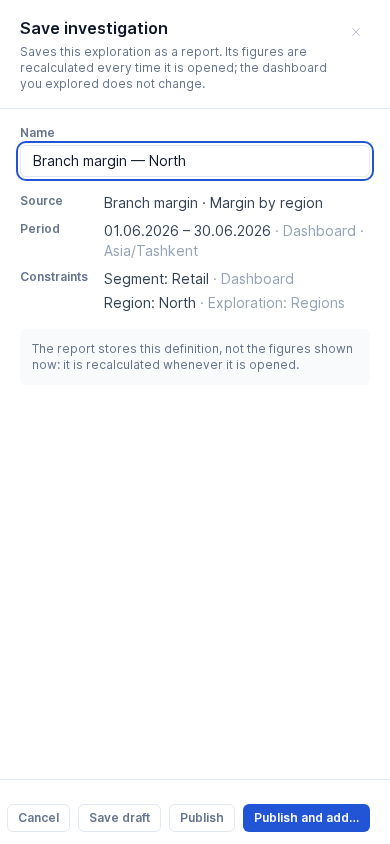 Save investigation
Saves this exploration as a report. Its figures are
recalculated every time it is opened; the dashboard
you explored does not change.
Name
Branch margin — North
Source
Branch margin · Margin by region
Period
01.06.2026 – 30.06.2026 · Dashboard ·
Asia/Tashkent
Constraints
Segment: Retail · Dashboard
Region: North · Exploration: Regions
The report stores this definition, not the figures shown
now: it is recalculated whenever it is opened.
Cancel
Save draft
Publish
Publish and add...